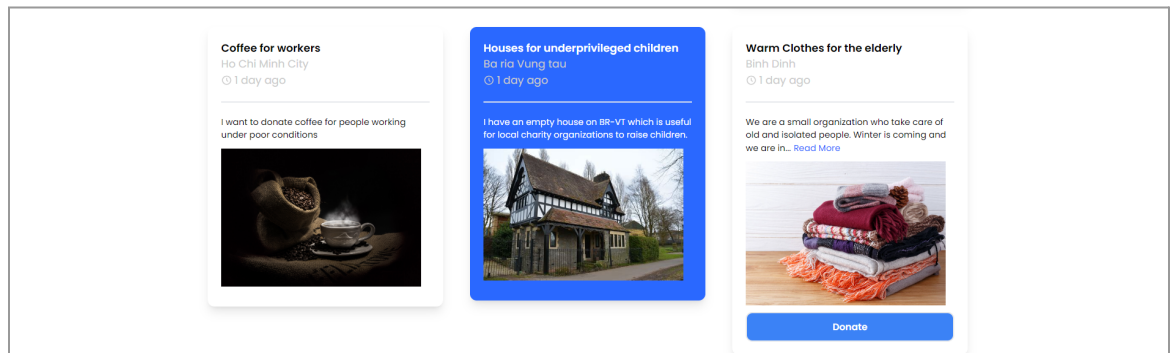 Coffee for workers
Ho Chi Minh City
1 day ago
I want to donate coffee for people working
under poor conditions
Houses for underprivileged children
Ba ria Vung tau
1 day ago
I have an empty house on BR-VT which is useful
for local charity organizations to raise children.
Warm Clothes for the elderly
Binh Dinh
1 day ago
We are a small organization who take care of
old and isolated people. Winter is coming and
we are in... Read More
Donate